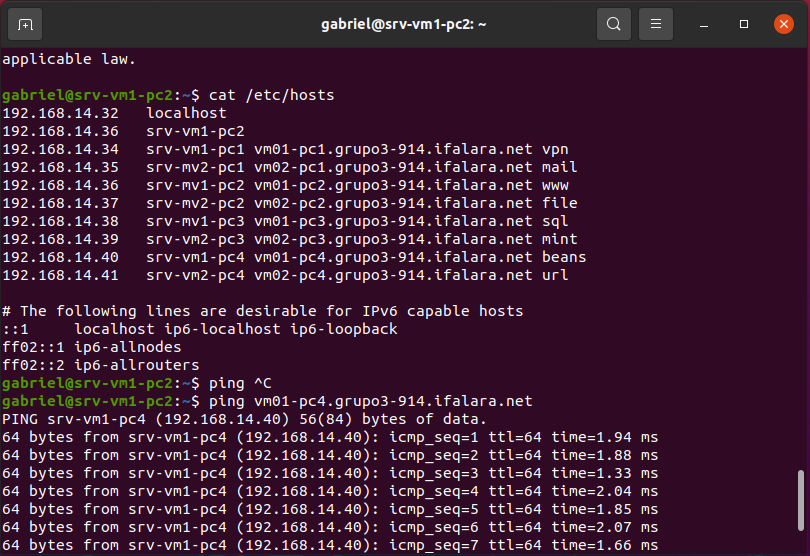 gabriel@srv-vm1-pc2: ~
applicable law.
gabriel@srv-vm1-pc2:~$ cat /etc/hosts
192.168.14.32   localhost
192.168.14.36   srv-vm1-pc2
192.168.14.34   srv-vm1-pc1 vm01-pc1.grupo3-914.ifalara.net vpn
192.168.14.35   srv-mv2-pc1 vm02-pc1.grupo3-914.ifalara.net mail
192.168.14.36   srv-mv1-pc2 vm01-pc2.grupo3-914.ifalara.net www
192.168.14.37   srv-mv2-pc2 vm02-pc2.grupo3-914.ifalara.net file
192.168.14.38   srv-mv1-pc3 vm01-pc3.grupo3-914.ifalara.net sql
192.168.14.39   srv-vm2-pc3 vm02-pc3.grupo3-914.ifalara.net mint
192.168.14.40   srv-vm1-pc4 vm01-pc4.grupo3-914.ifalara.net beans
192.168.14.41   srv-vm2-pc4 vm02-pc4.grupo3-914.ifalara.net url
# The following lines are desirable for IPv6 capable hosts
::1     localhost ip6-localhost ip6-loopback
ff02::1 ip6-allnodes
ff02::2 ip6-allrouters
gabriel@srv-vm1-pc2:~$ ping ^C
gabriel@srv-vm1-pc2:~$ ping vm01-pc4.grupo3-914.ifalara.net
PING srv-vm1-pc4 (192.168.14.40) 56(84) bytes of data.
64 bytes from srv-vm1-pc4 (192.168.14.40): icmp_seq=1 ttl=64 time=1.94 ms
64 bytes from srv-vm1-pc4 (192.168.14.40): icmp_seq=2 ttl=64 time=1.88 ms
64 bytes from srv-vm1-pc4 (192.168.14.40): icmp_seq=3 ttl=64 time=1.33 ms
64 bytes from srv-vm1-pc4 (192.168.14.40): icmp_seq=4 ttl=64 time=2.04 ms
64 bytes from srv-vm1-pc4 (192.168.14.40): icmp_seq=5 ttl=64 time=1.85 ms
64 bytes from srv-vm1-pc4 (192.168.14.40): icmp_seq=6 ttl=64 time=2.07 ms
64 bytes from srv-vm1-pc4 (192.168.14.40): icmp_seq=7 ttl=64 time=1.66 ms